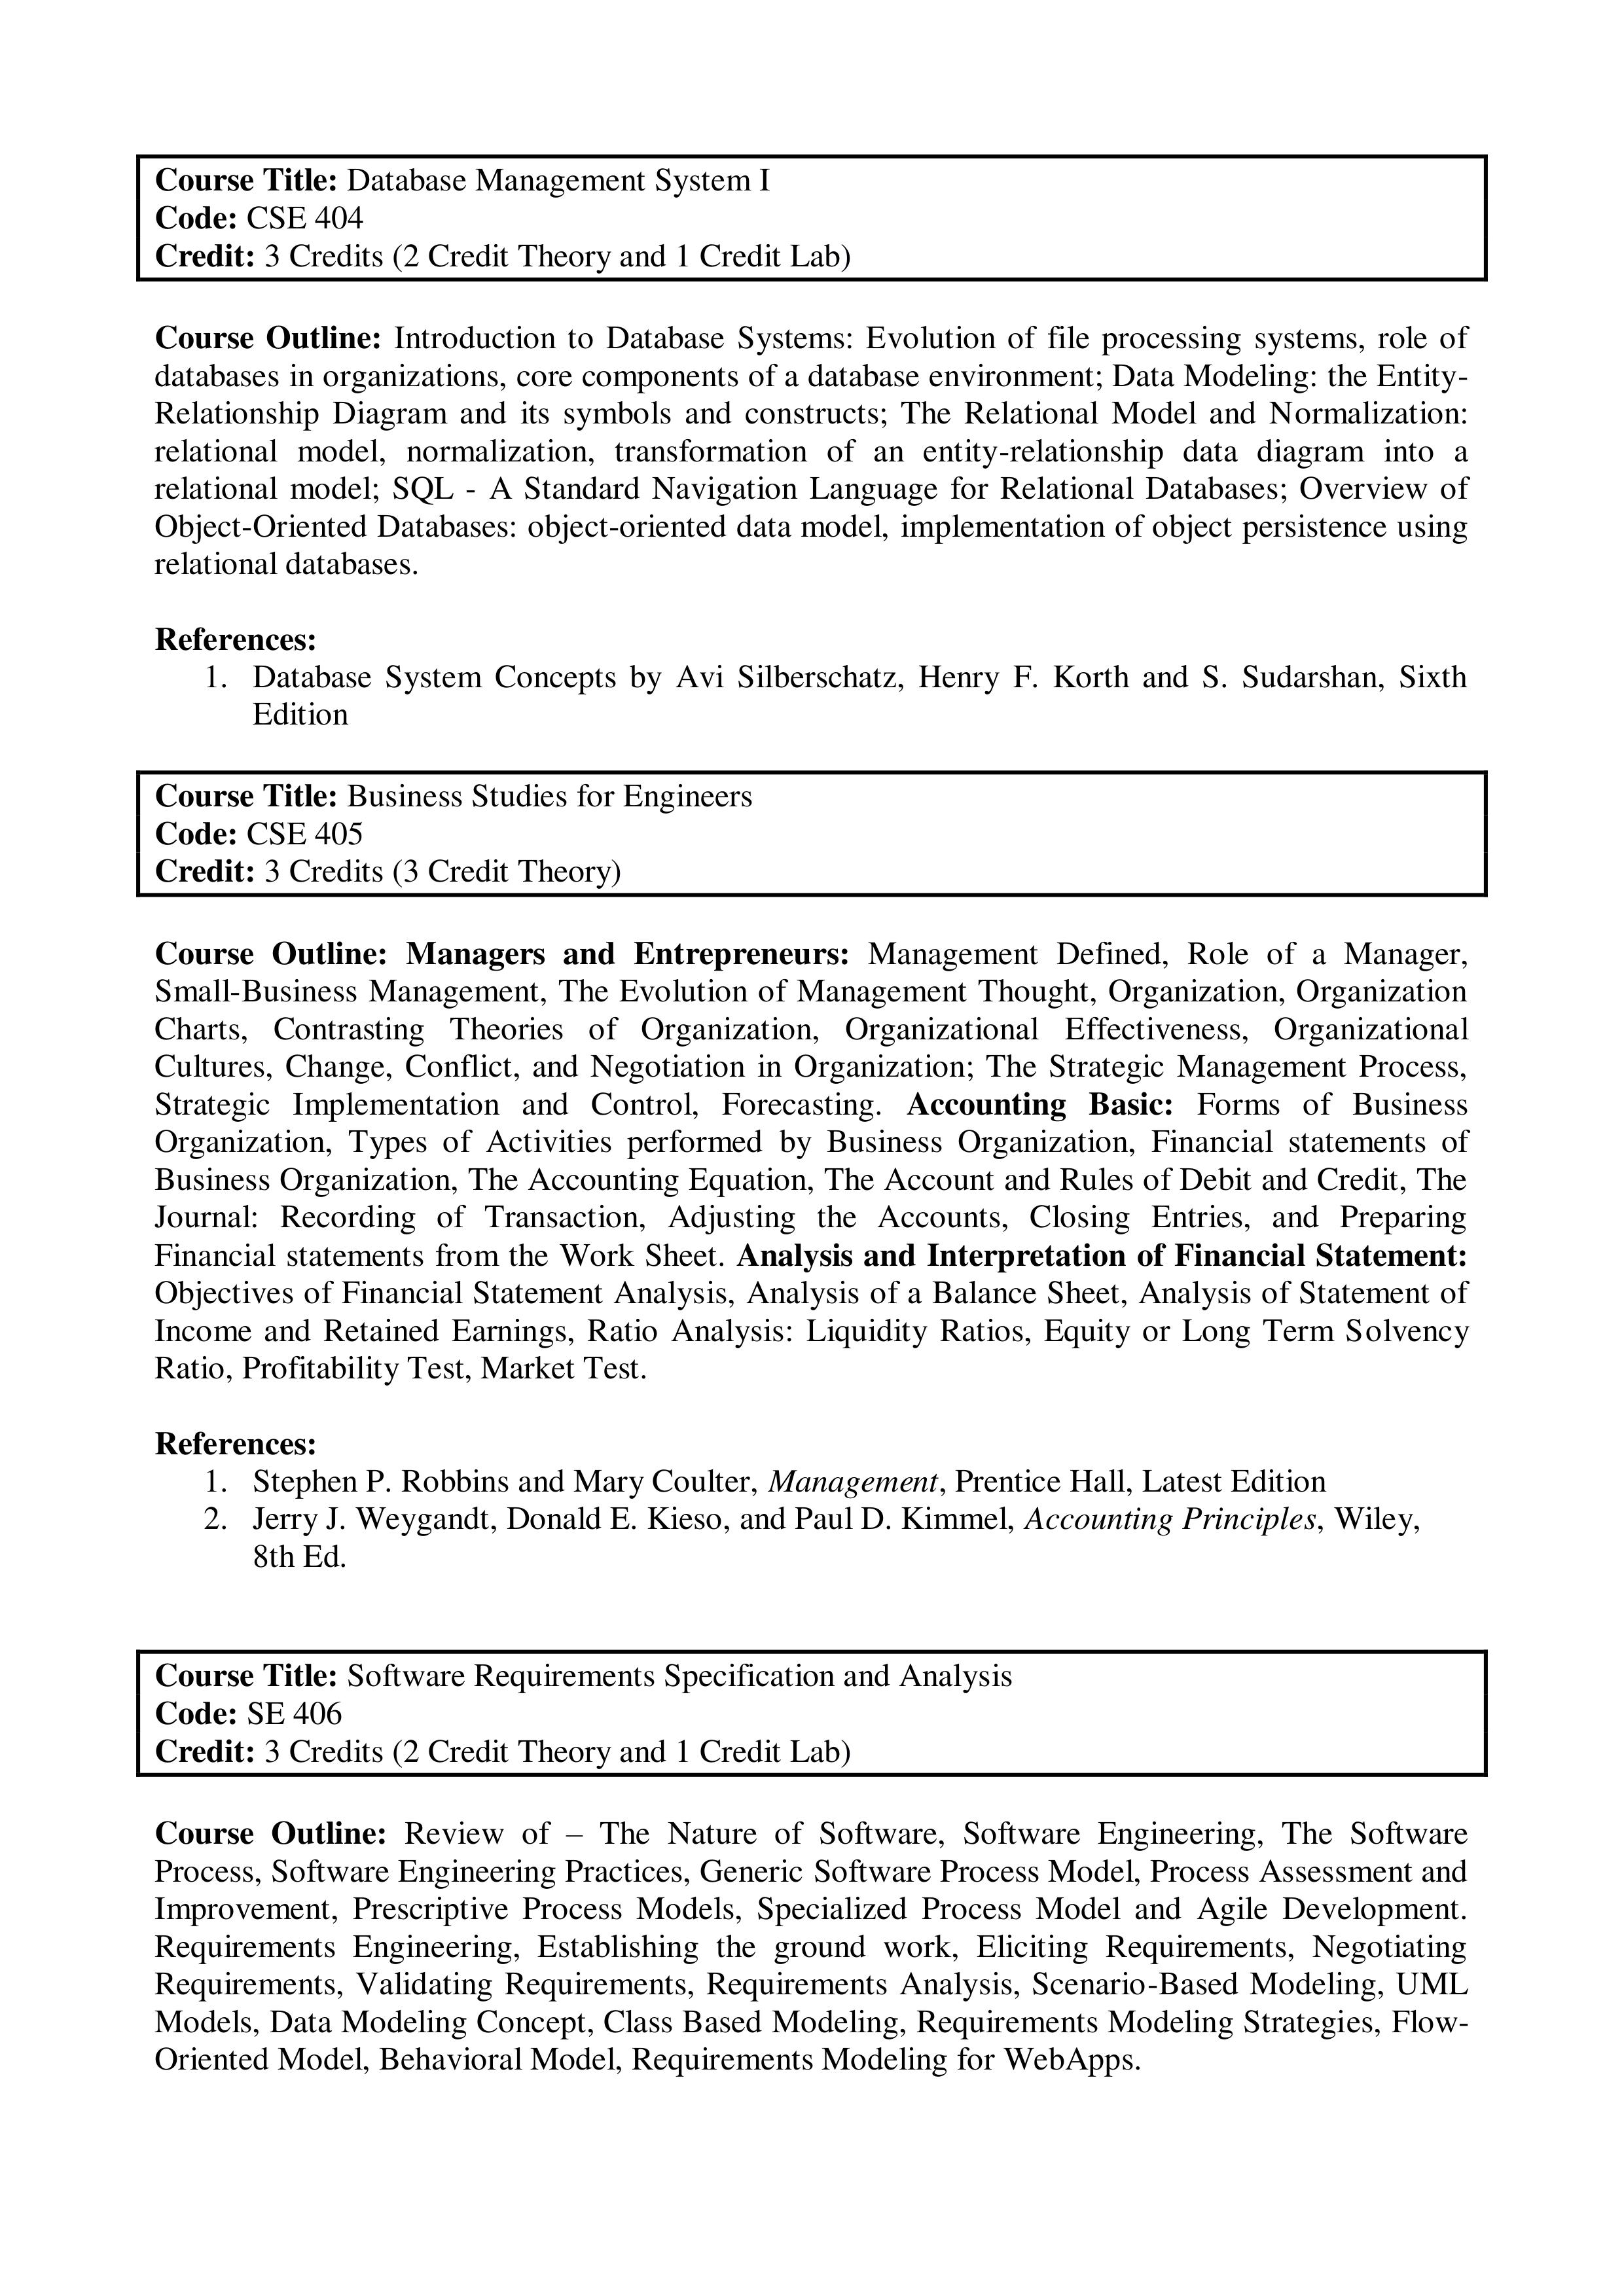 Course Title: Database Management System I
Code: CSE 404
Credit: 3 Credits (2 Credit Theory and 1 Credit Lab)
Course Outline: Introduction to Database Systems: Evolution of file processing systems, role of
databases in organizations, core components of a database environment; Data Modeling: the Entity-
Relationship Diagram and its symbols and constructs; The Relational Model and Normalization:
relational model, normalization, transformation of an entity-relationship data diagram into a
relational model; SQL - A Standard Navigation Language for Relational Databases; Overview of
Object-Oriented Databases: object-oriented data model, implementation of object persistence using
relational databases.
References:
1. Database System Concepts by Avi Silberschatz, Henry F. Korth and S. Sudarshan, Sixth
Edition
Course Title: Business Studies for Engineers
Code: CSE 405
Credit: 3 Credits (3 Credit Theory)
Course Outline: Managers and Entrepreneurs: Management Defined, Role of a Manager,
Small-Business Management, The Evolution of Management Thought, Organization, Organization
Charts, Contrasting Theories of Organization, Organizational Effectiveness, Organizational
Cultures, Change, Conflict, and Negotiation in Organization; The Strategic Management Process,
Strategic Implementation and Control, Forecasting. Accounting Basic: Forms of Business
Organization, Types of Activities performed by Business Organization, Financial statements of
Business Organization, The Accounting Equation, The Account and Rules of Debit and Credit, The
Journal: Recording of Transaction, Adjusting the Accounts, Closing Entries, and Preparing
Financial statements from the Work Sheet. Analysis and Interpretation of Financial Statement:
Objectives of Financial Statement Analysis, Analysis of a Balance Sheet, Analysis of Statement of
Income and Retained Earnings, Ratio Analysis: Liquidity Ratios, Equity or Long Term Solvency
Ratio, Profitability Test, Market Test.
References:
1. Stephen P. Robbins and Mary Coulter, Management, Prentice Hall, Latest Edition
2. Jerry J. Weygandt, Donald E. Kieso, and Paul D. Kimmel, Accounting Principles, Wiley,
8th Ed.
Course Title: Software Requirements Specification and Analysis
Code: SE 406
Credit: 3 Credits (2 Credit Theory and 1 Credit Lab)
Course Outline: Review of – The Nature of Software, Software Engineering, The Software
Process, Software Engineering Practices, Generic Software Process Model, Process Assessment and
Improvement, Prescriptive Process Models, Specialized Process Model and Agile Development.
Requirements Engineering, Establishing the ground work, Eliciting Requirements, Negotiating
Requirements, Validating Requirements, Requirements Analysis, Scenario-Based Modeling, UML
Models, Data Modeling Concept, Class Based Modeling, Requirements Modeling Strategies, Flow-
Oriented Model, Behavioral Model, Requirements Modeling for WebApps.